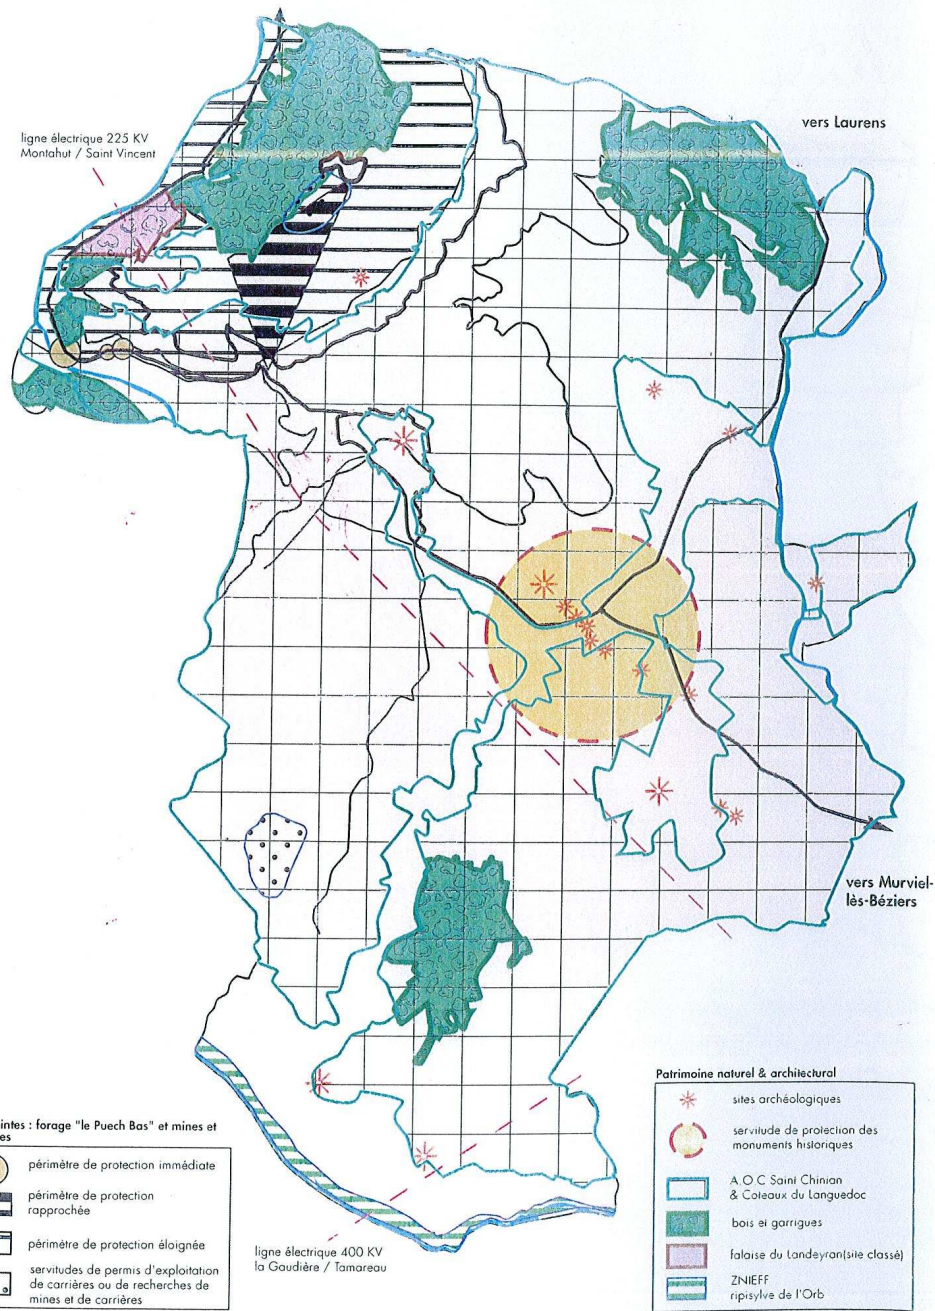 ligne électrique 225 KV
Montahut / Saint Vincent
vers Laurens
vers Murviel-
lès-Béziers
ligne électrique 400 KV
la Gaudière / Tamareau
: forage "le Puech Bas" et mines et
périmètre de protection immédiate
périmètre de protection
rapprochée
périmètre de protection éloignée
servitudes de permis d'exploitation
de carrières ou de recherches de
mines et de carrières
Patrimoine naturel & architectural
sites archéologiques
servitude de protection des
monuments historiques
A.O.C Saint Chinian
& Coteaux du Languedoc
bois et garrigues
falaise du Landeyran(site classé)
ZNIEFF
ripisylve de l'Orb